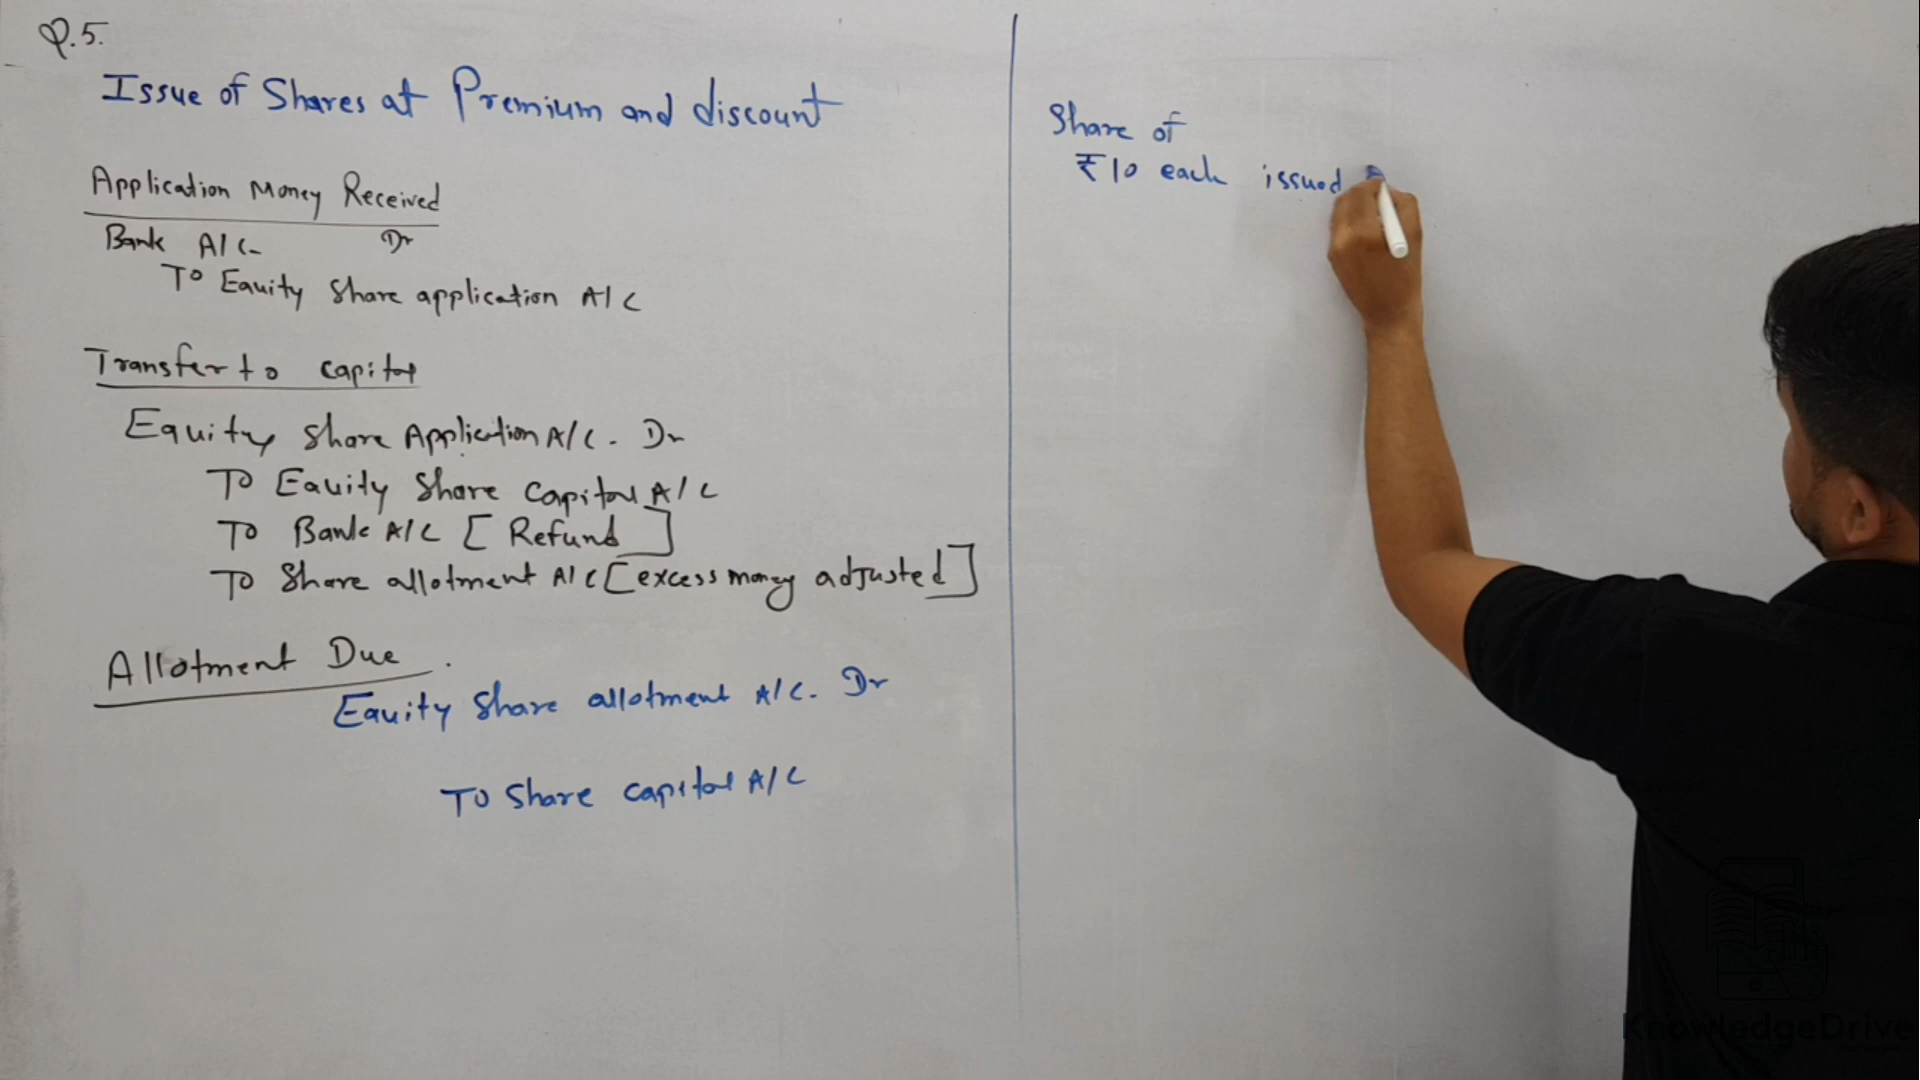 Q.5.
Issue of Shares at Premium and discount
Application Money Received
Bank A/C Dr
To Equity Share application A/C
Transfer to capital
Equity Share Application A/C. Dr
To Equity Share Capital A/C
To Bank A/C [Refund]
To Share allotment A/C [excess money adjusted]
Allotment Due.
Equity Share allotment A/C. Dr
To Share capital A/C
Share of
₹10 each issued
KnowledgeDrive